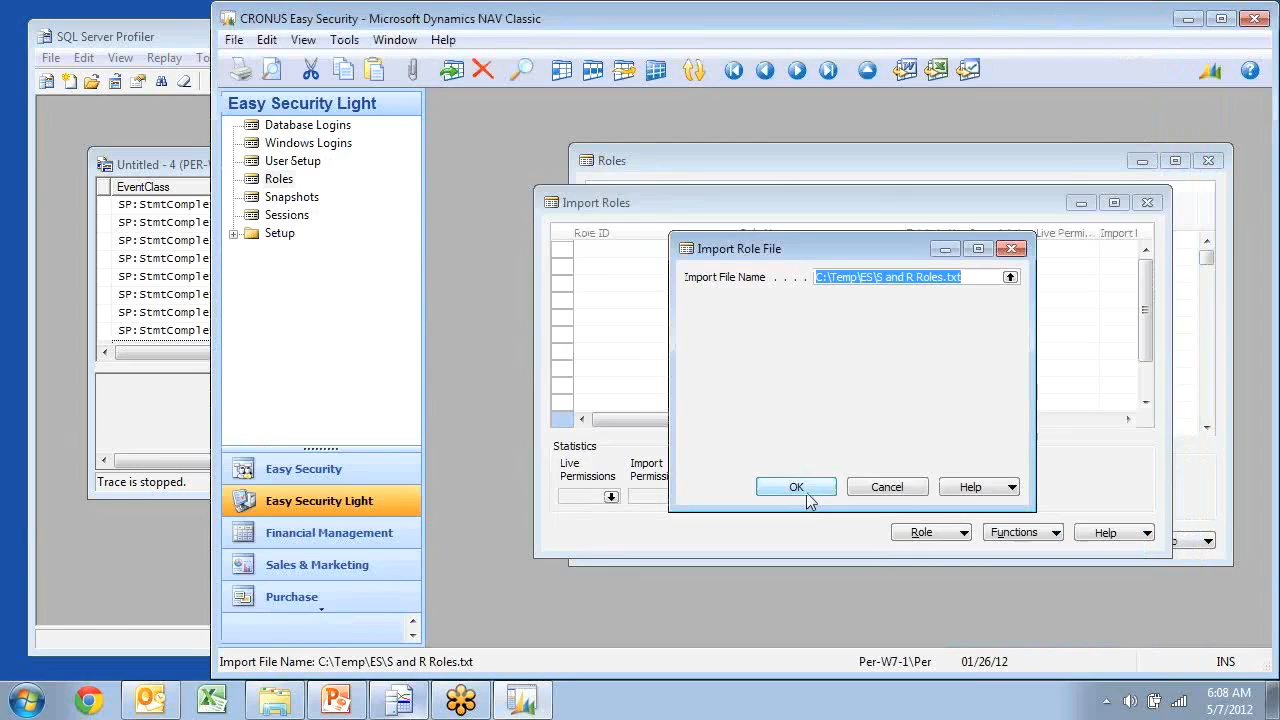 SQL Server Profiler
File Edit View Replay To
Untitled - 4 (PER-W
EventClass
SP:StmtComple
SP:StmtComple
SP:StmtComple
SP:StmtComple
SP:StmtComple
SP:StmtComple
SP:StmtComple
SP:StmtComple
Trace is stopped.
CRONUS Easy Security - Microsoft Dynamics NAV Classic
File Edit View Tools Window Help
Easy Security Light
Database Logins
Windows Logins
User Setup
Roles
Snapshots
Sessions
Setup
Easy Security
Easy Security Light
Financial Management
Sales & Marketing
Purchase
Roles
Import Roles
Role ID
Live Permi...
Import
Import Role File
Import File Name . . . . C:\Temp\ES\S and R Roles.txt
OK Cancel Help
Statistics
Live Import
Permissions Permissi
Role Functions Help
Import File Name: C:\Temp\ES\S and R Roles.txt
Per-W7-1\Per 01/26/12 INS
6:08 AM
5/7/2012